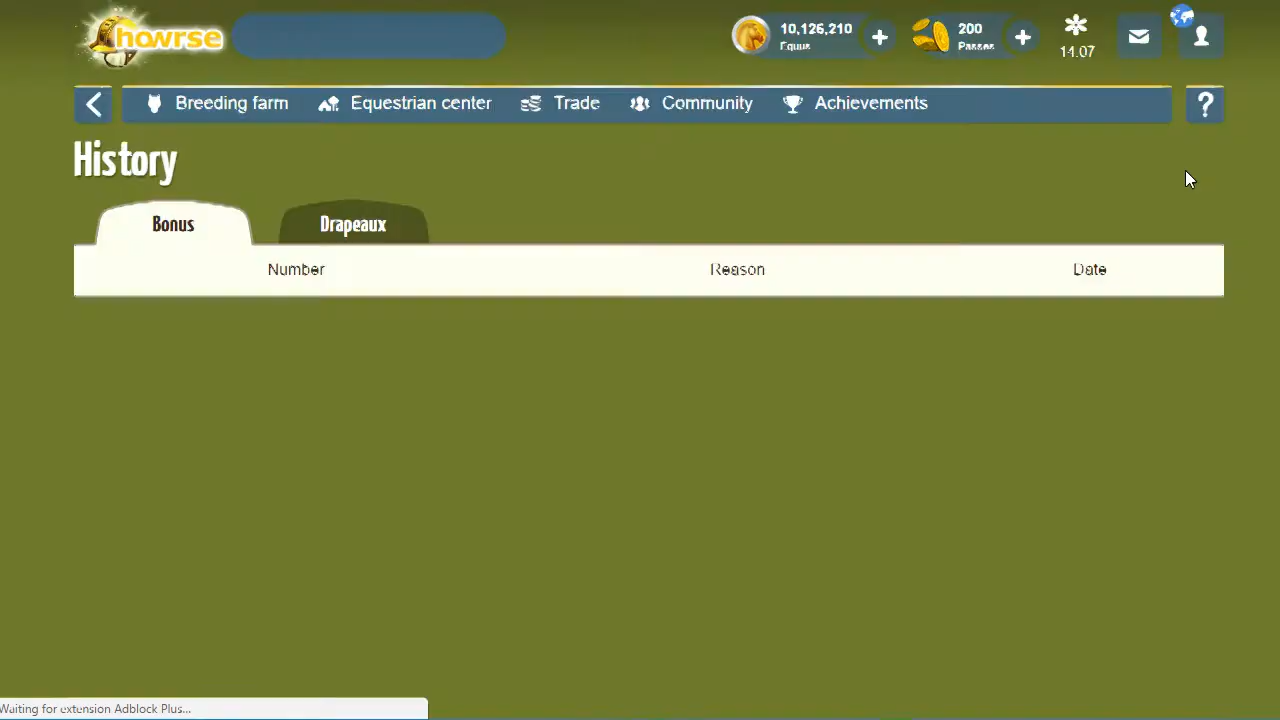 howrse
10,126,210
Equus
200
Passes
14:07
Breeding farm
Equestrian center
Trade
Community
Achievements
?
History
Bonus
Drapeaux
Number
Reason
Date
Waiting for extension Adblock Plus...